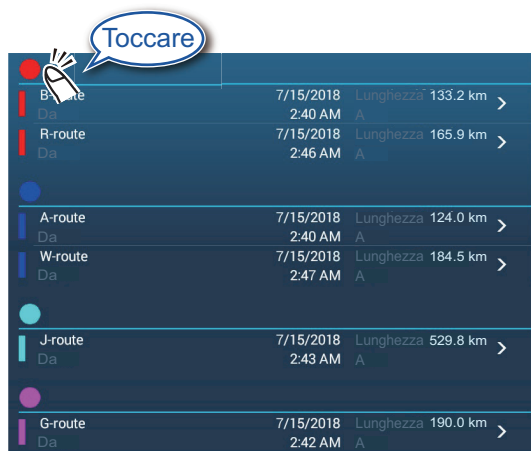 Toccare
B-route 7/15/2018 Lunghezza 133.2 km
Da 2:40 AM A
R-route 7/15/2018 Lunghezza 165.9 km
Da 2:46 AM A
A-route 7/15/2018 Lunghezza 124.0 km
Da 2:40 AM A
W-route 7/15/2018 Lunghezza 184.5 km
Da 2:47 AM A
J-route 7/15/2018 Lunghezza 529.8 km
Da 2:43 AM A
G-route 7/15/2018 Lunghezza 190.0 km
Da 2:42 AM A